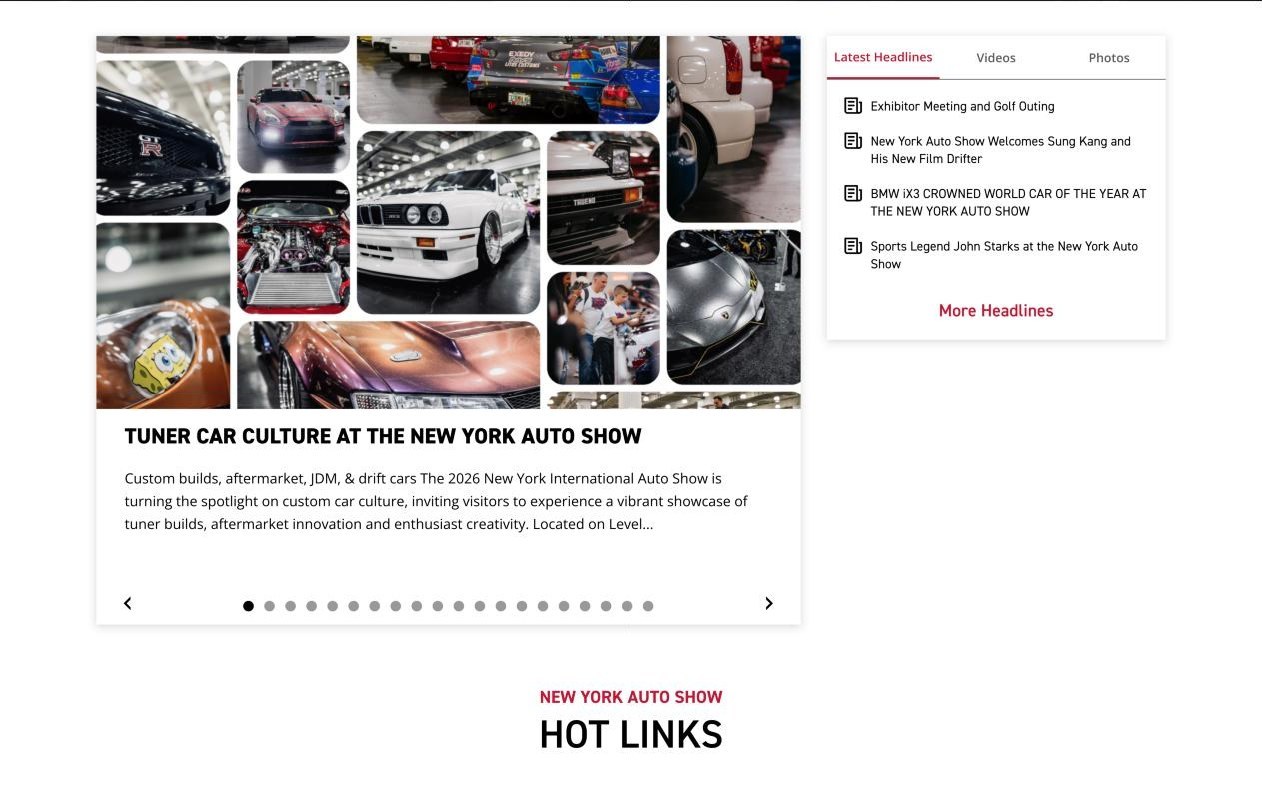 EXEDY
GT
R
TRUENO
TUNER CAR CULTURE AT THE NEW YORK AUTO SHOW
Custom builds, aftermarket, JDM, & drift cars The 2026 New York International Auto Show is
turning the spotlight on custom car culture, inviting visitors to experience a vibrant showcase of
tuner builds, aftermarket innovation and enthusiast creativity. Located on Level...
Latest Headlines
Videos
Photos
Exhibitor Meeting and Golf Outing
New York Auto Show Welcomes Sung Kang and
His New Film Drifter
BMW iX3 CROWNED WORLD CAR OF THE YEAR AT
THE NEW YORK AUTO SHOW
Sports Legend John Starks at the New York Auto
Show
More Headlines
NEW YORK AUTO SHOW
HOT LINKS